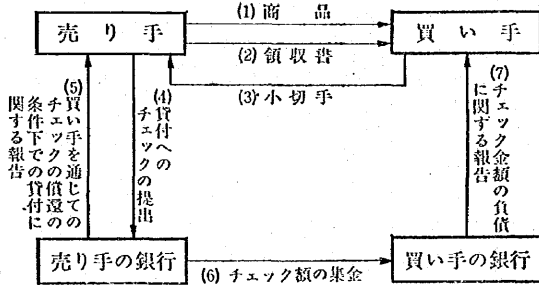 (1) 商品
売り手
買い手
(2) 領収書
(3) 小切手
(4)貸付への
チェックの提出
(5)買い手を通じての
チェックの償還の
条件下での貸付に
関する報告
(7)チェック金額の負債
に関する報告
売り手の銀行
買い手の銀行
(6) チェック額の集金